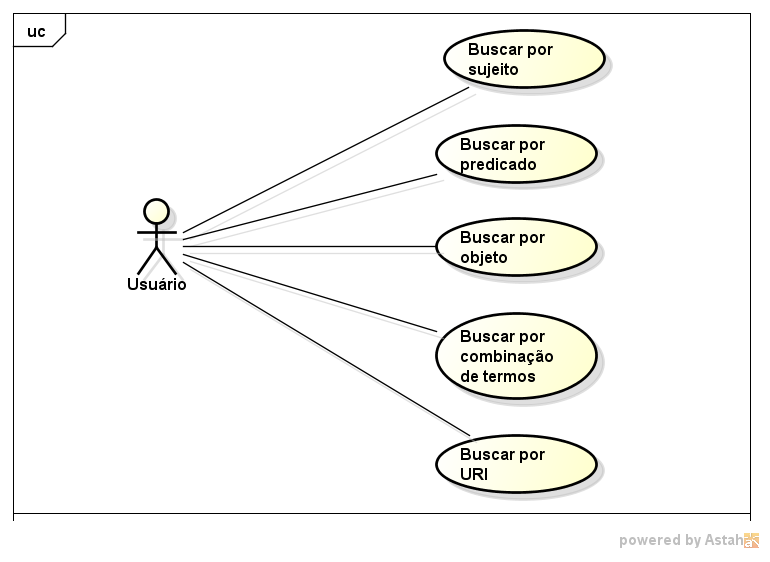 uc
Buscar por
sujeito
Buscar por
predicado
Buscar por
objeto
Usuário
Buscar por
combinação
de termos
Buscar por
URI
powered by Astah